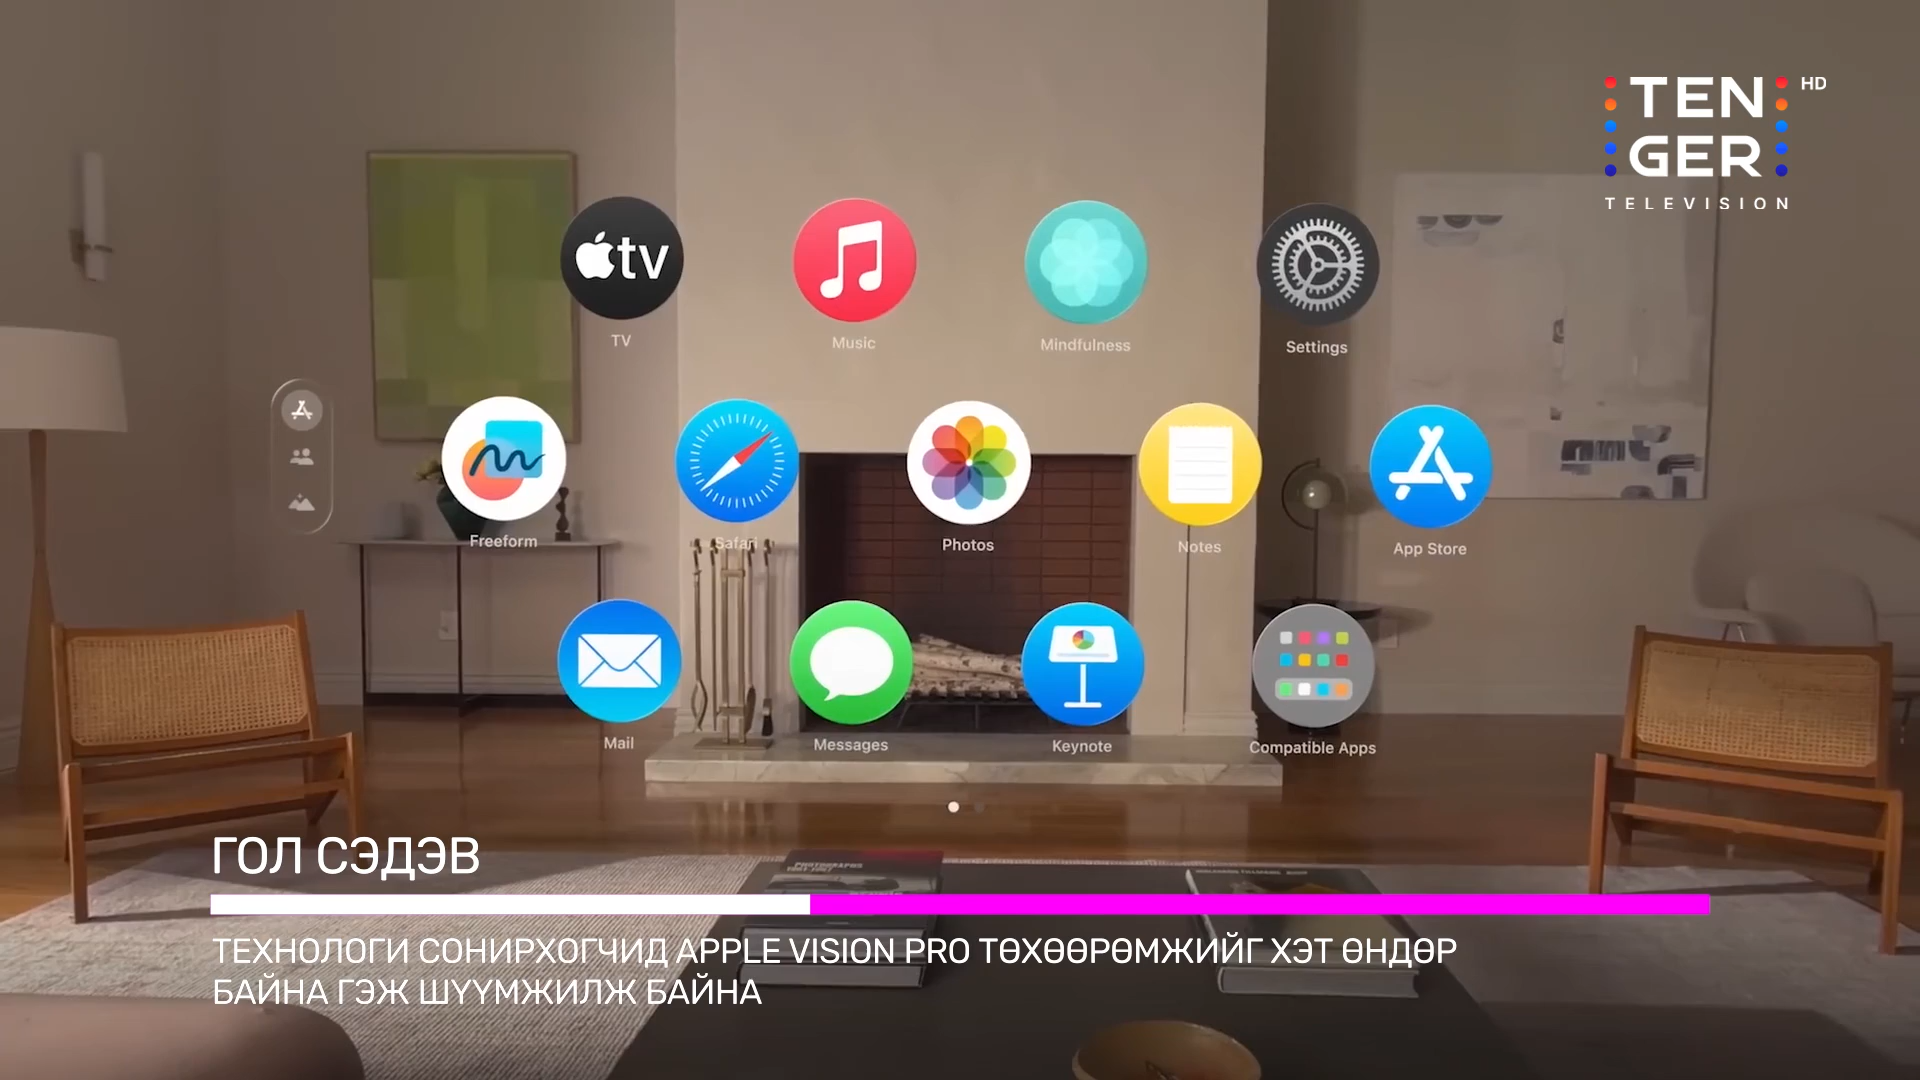 TEN HD
GER
TELEVISION
tv
TV
Music
Mindfulness
Settings
Freeform
Safari
Photos
Notes
App Store
Mail
Messages
Keynote
Compatible Apps
ГОЛ СЭДЭВ
ТЕХНОЛОГИ СОНИРХОГЧИД APPLE VISION PRO ТӨХӨӨРӨМЖИЙГ ХЭТ ӨНДӨР
БАЙНА ГЭЖ ШҮҮМЖИЛЖ БАЙНА